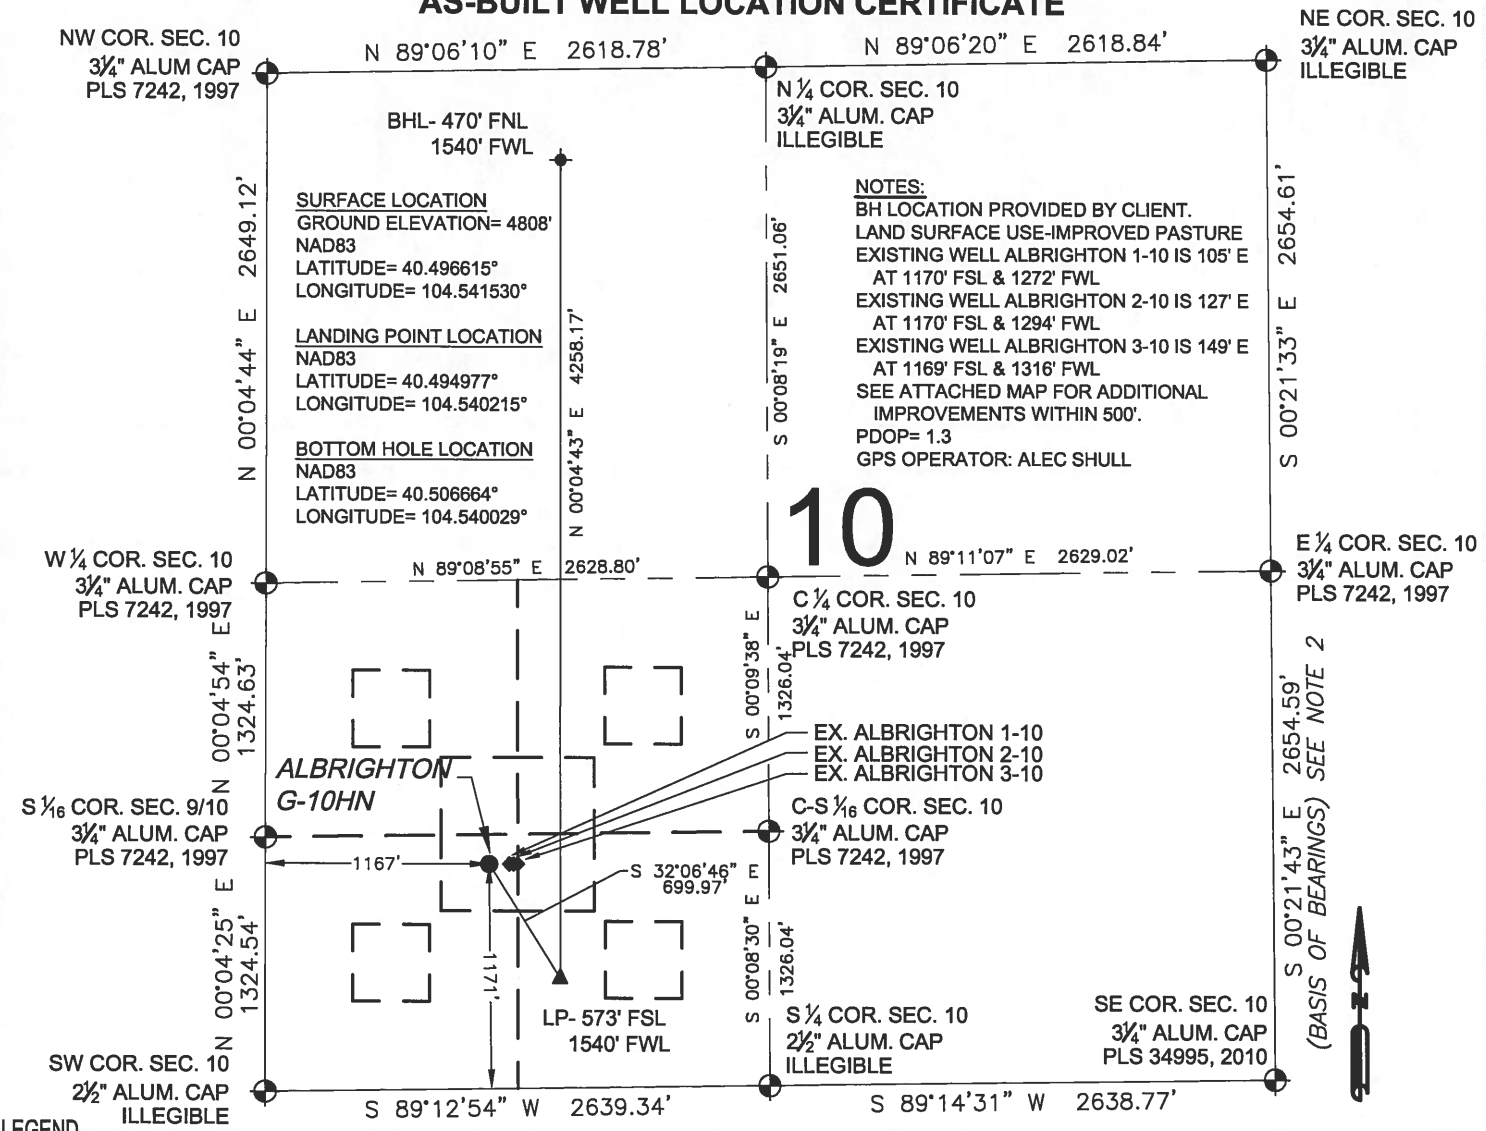 AS-BUILT WELL LOCATION CERTIFICATE
NW COR. SEC. 10
3¼" ALUM CAP
PLS 7242, 1997
N 89°06'10" E 2618.78'
N 89°06'20" E 2618.84'
NE COR. SEC. 10
3¼" ALUM. CAP
ILLEGIBLE
N ¼ COR. SEC. 10
3¼" ALUM. CAP
ILLEGIBLE
BHL- 470' FNL
1540' FWL
N 00°04'44" E 2649.12'
SURFACE LOCATION
GROUND ELEVATION= 4808'
NAD83
LATITUDE= 40.496615°
LONGITUDE= 104.541530°
LANDING POINT LOCATION
NAD83
LATITUDE= 40.494977°
LONGITUDE= 104.540215°
BOTTOM HOLE LOCATION
NAD83
LATITUDE= 40.506664°
LONGITUDE= 104.540029°
N 00°04'43" E 4258.17'
S 00°08'19" E 2651.06'
NOTES:
BH LOCATION PROVIDED BY CLIENT.
LAND SURFACE USE-IMPROVED PASTURE
EXISTING WELL ALBRIGHTON 1-10 IS 105' E
AT 1170' FSL & 1272' FWL
EXISTING WELL ALBRIGHTON 2-10 IS 127' E
AT 1170' FSL & 1294' FWL
EXISTING WELL ALBRIGHTON 3-10 IS 149' E
AT 1169' FSL & 1316' FWL
SEE ATTACHED MAP FOR ADDITIONAL
IMPROVEMENTS WITHIN 500'.
PDOP= 1.3
GPS OPERATOR: ALEC SHULL
S 00°21'33" E 2654.61'
10
W ¼ COR. SEC. 10
3¼" ALUM. CAP
PLS 7242, 1997
N 89°08'55" E 2628.80'
N 89°11'07" E 2629.02'
E ¼ COR. SEC. 10
3¼" ALUM. CAP
PLS 7242, 1997
C ¼ COR. SEC. 10
3¼" ALUM. CAP
PLS 7242, 1997
N 00°04'54" E
1324.63'
S 00°09'38" E
1326.04'
EX. ALBRIGHTON 1-10
EX. ALBRIGHTON 2-10
EX. ALBRIGHTON 3-10
ALBRIGHTON
G-10HN
S 1/16 COR. SEC. 9/10
3¼" ALUM. CAP
PLS 7242, 1997
C-S 1/16 COR. SEC. 10
3¼" ALUM. CAP
PLS 7242, 1997
1167'
S 32°06'46" E
699.97'
1171'
N 00°04'25" E
1324.54'
S 00°08'30" E
1326.04'
S 00°21'43" E 2654.59'
(BASIS OF BEARINGS) SEE NOTE 2
LP- 573' FSL
1540' FWL
SW COR. SEC. 10
2½" ALUM. CAP
ILLEGIBLE
S ¼ COR. SEC. 10
2½" ALUM. CAP
ILLEGIBLE
SE COR. SEC. 10
3¼" ALUM. CAP
PLS 34995, 2010
N
S 89°12'54" W 2639.34'
S 89°14'31" W 2638.77'
LEGEND